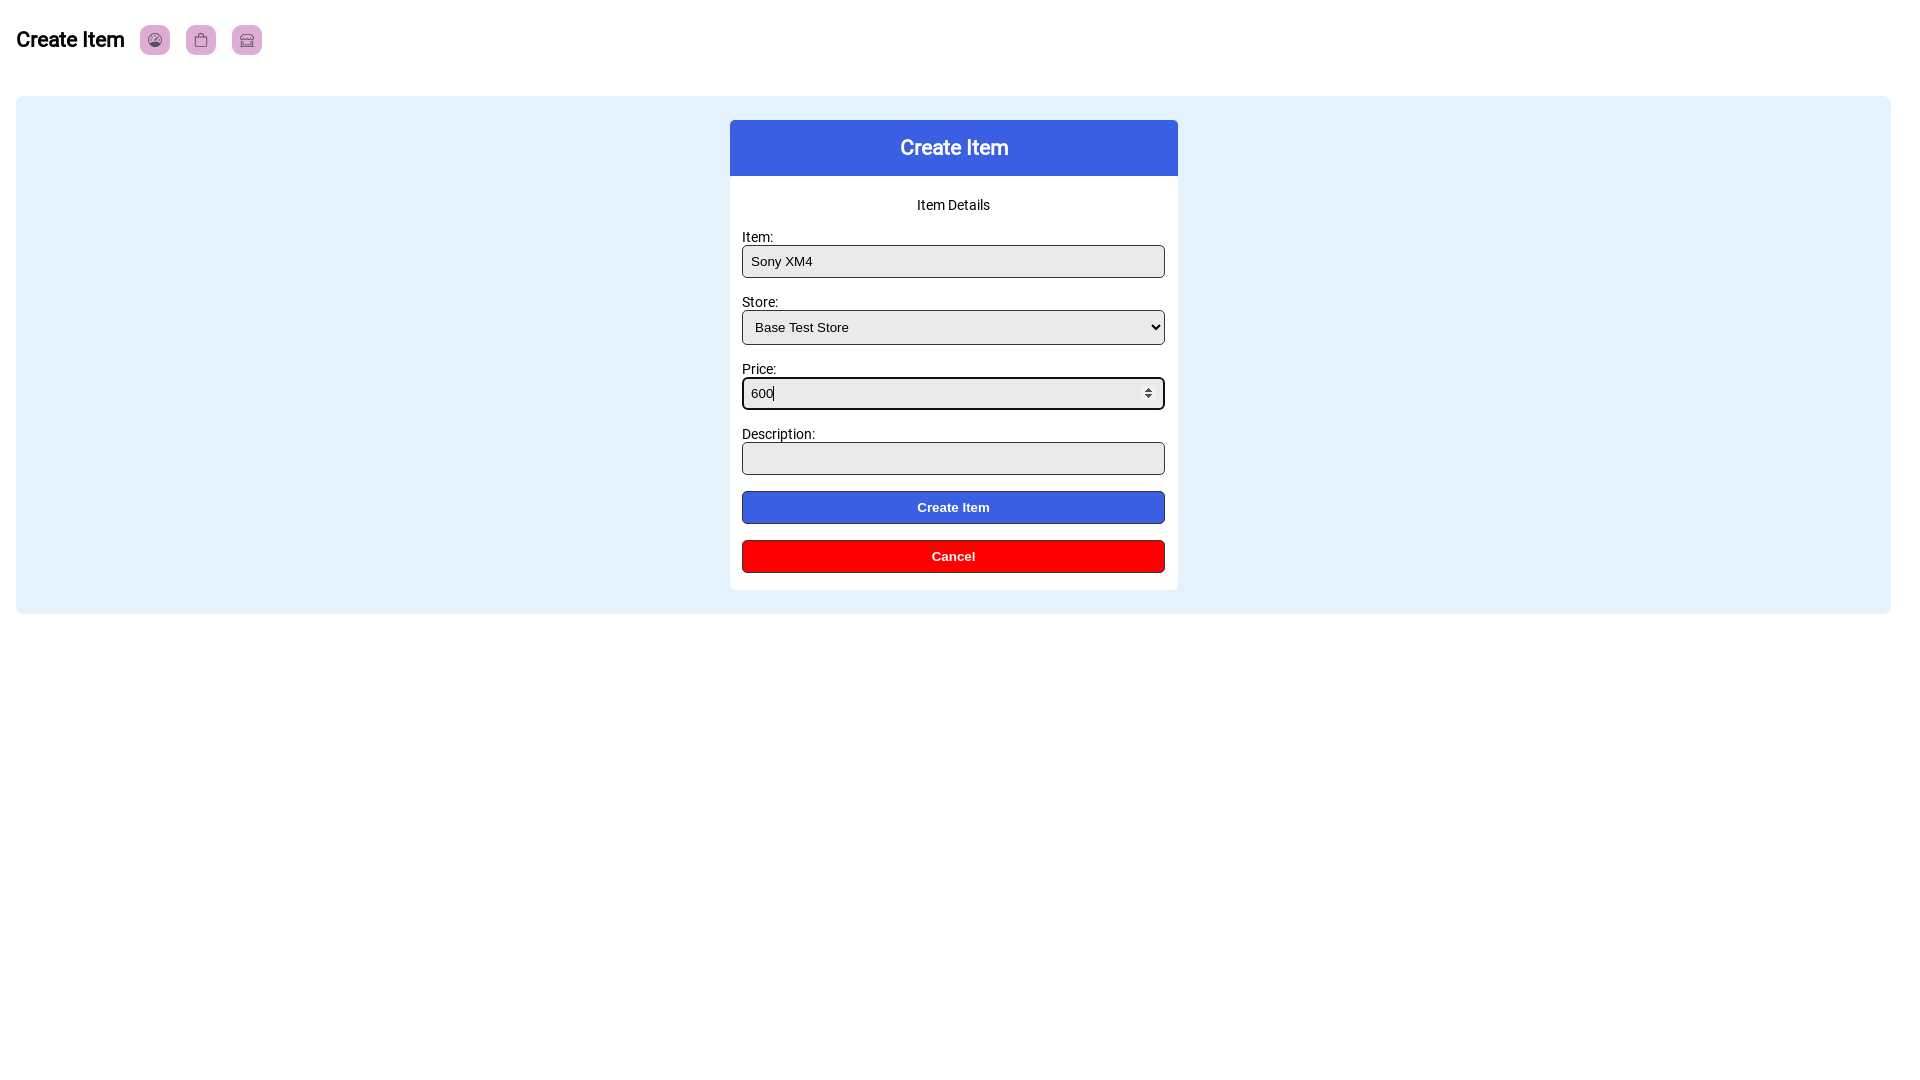 Create Item
Create Item
Item Details
Item:
Sony XM4
Store:
Base Test Store
Price:
600
Description:
Create Item
Cancel